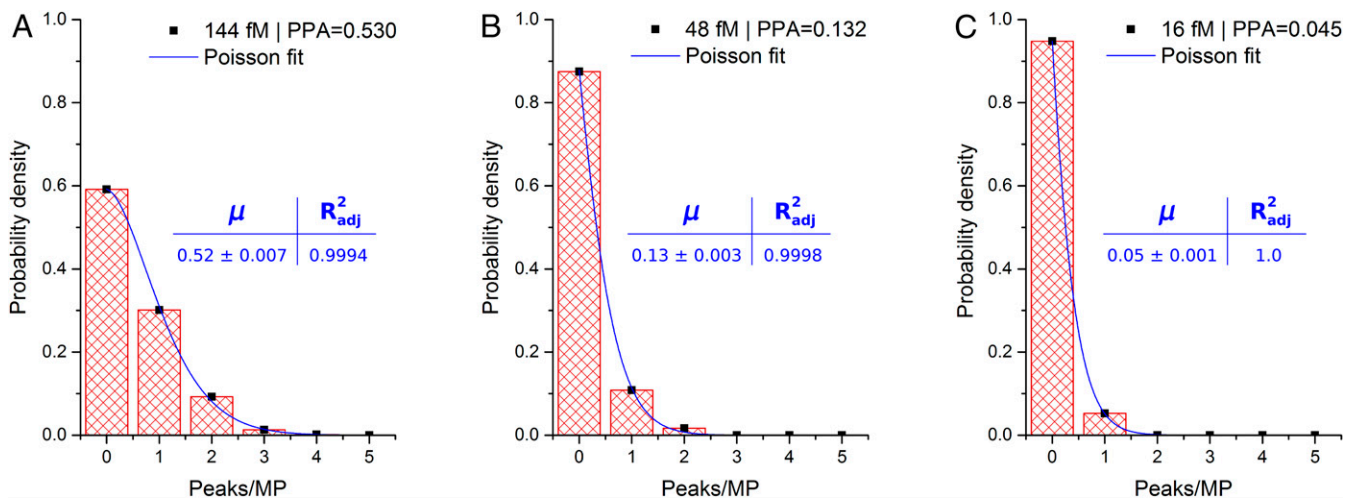 A
144 fM | PPA=0.530
Poisson fit
Probability density
1.0
0.8
0.6
0.4
0.2
0.0
μ R²adj
0.52 ± 0.007 0.9994
0 1 2 3 4 5
Peaks/MP
B
48 fM | PPA=0.132
Poisson fit
Probability density
1.0
0.8
0.6
0.4
0.2
0.0
μ R²adj
0.13 ± 0.003 0.9998
0 1 2 3 4 5
Peaks/MP
C
16 fM | PPA=0.045
Poisson fit
Probability density
1.0
0.8
0.6
0.4
0.2
0.0
μ R²adj
0.05 ± 0.001 1.0
0 1 2 3 4 5
Peaks/MP